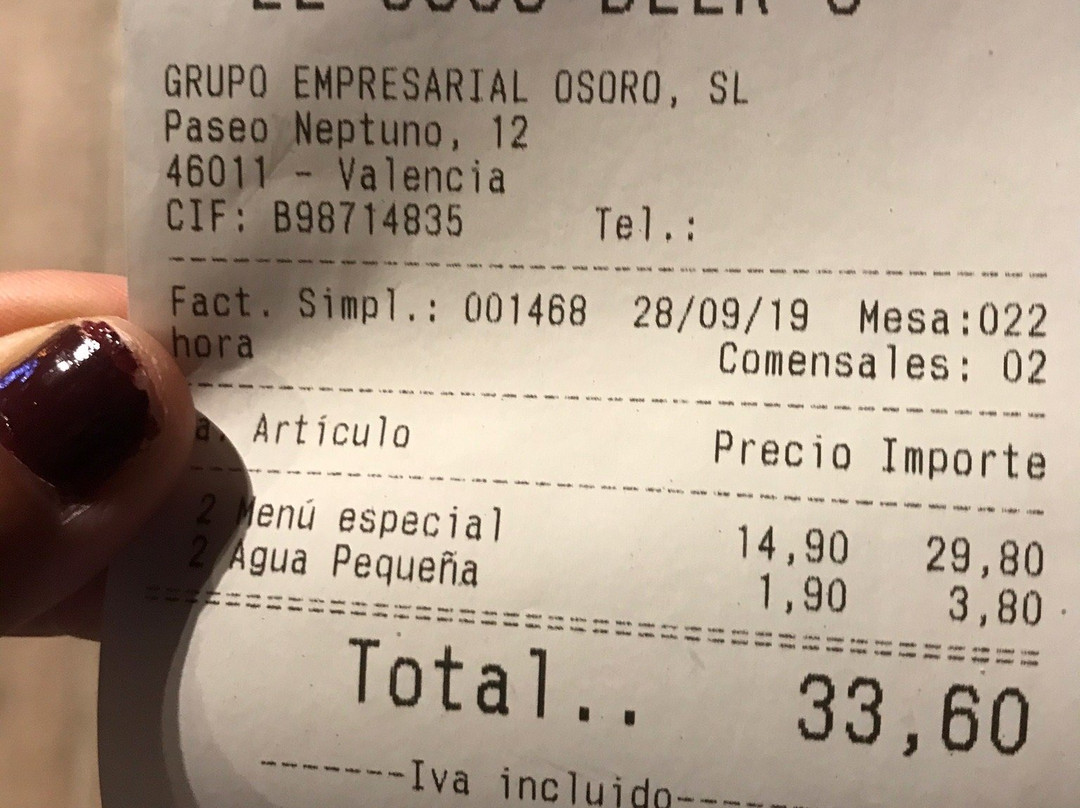 GRUPO EMPRESARIAL OSORO, SL
Paseo Neptuno, 12
46011 - Valencia
CIF: B98714835 Tel.:
Fact. Simpl.: 001468 28/09/19 Mesa:022
hora Comensales: 02
a. Artículo Precio Importe
2 Menú especial 14,90 29,80
2 Agua Pequeña 1,90 3,80
Total.. 33,60
-------Iva incluido-------